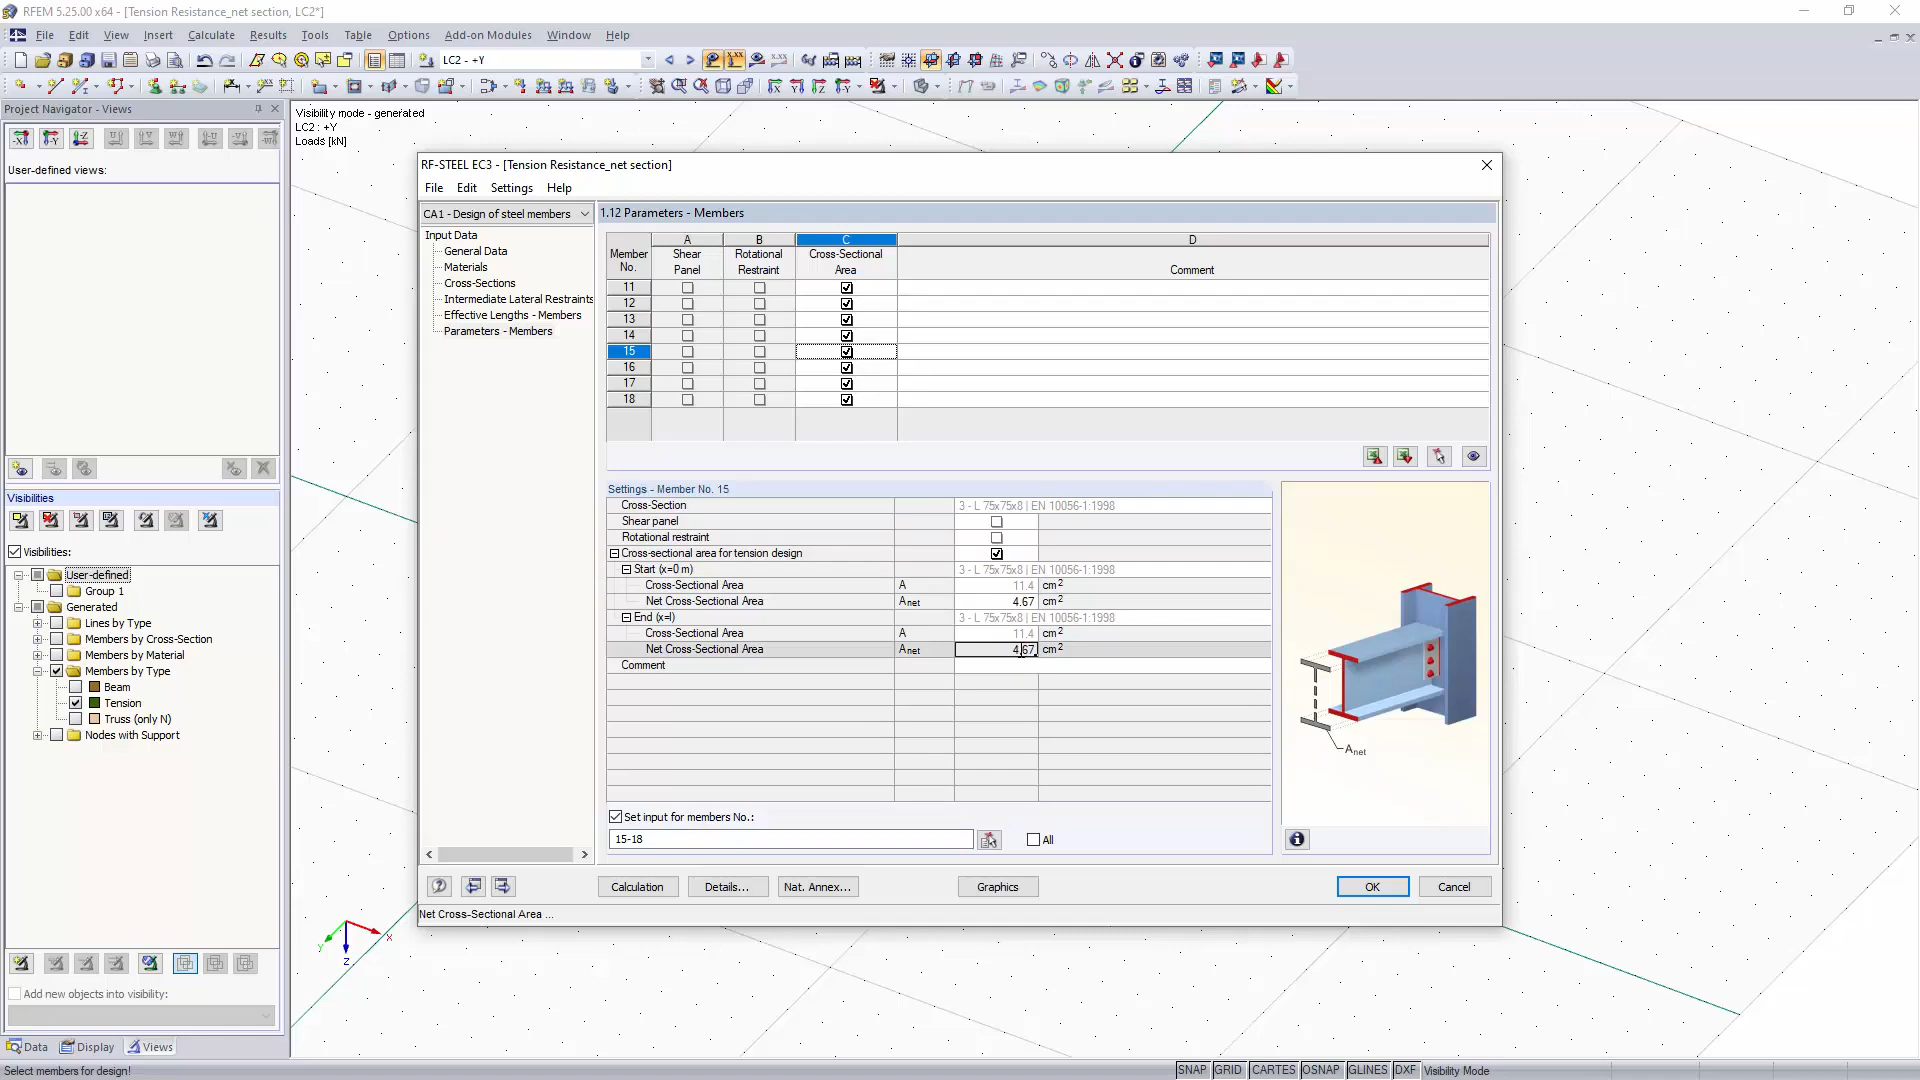 RFEM 5.25.00 x64 - [Tension Resistance_net section, LC2*]
File Edit View Insert Calculate Results Tools Table Options Add-on Modules Window Help
LC2 - +Y
Project Navigator - Views
User-defined views:
Visibilities
Visibilities:
User-defined
Group 1
Generated
Lines by Type
Members by Cross-Section
Members by Material
Members by Type
Beam
Tension
Truss (only N)
Nodes with Support
Add new objects into visibility:
Data Display Views
Select members for design!
Visibility mode - generated
LC2 : +Y
Loads [kN]
RF-STEEL EC3 - [Tension Resistance_net section]
File Edit Settings Help
CA1 - Design of steel members
Input Data
General Data
Materials
Cross-Sections
Intermediate Lateral Restraints
Effective Lengths - Members
Parameters - Members
1.12 Parameters - Members
A B C D
Member No. Shear Panel Rotational Restraint Cross-Sectional Area Comment
11
12
13
14
15
16
17
18
Settings - Member No. 15
Cross-Section 3 - L 75x75x8 | EN 10056-1:1998
Shear panel
Rotational restraint
Cross-sectional area for tension design
Start (x=0 m) 3 - L 75x75x8 | EN 10056-1:1998
Cross-Sectional Area A 11.4 cm2
Net Cross-Sectional Area Anet 4.67 cm2
End (x=l) 3 - L 75x75x8 | EN 10056-1:1998
Cross-Sectional Area A 11.4 cm2
Net Cross-Sectional Area Anet 4.67 cm2
Comment
Anet
Set input for members No.:
15-18
All
Calculation Details... Nat. Annex... Graphics OK Cancel
Net Cross-Sectional Area ...
X
Y
Z
SNAP GRID CARTES OSNAP GLINES DXF Visibility Mode